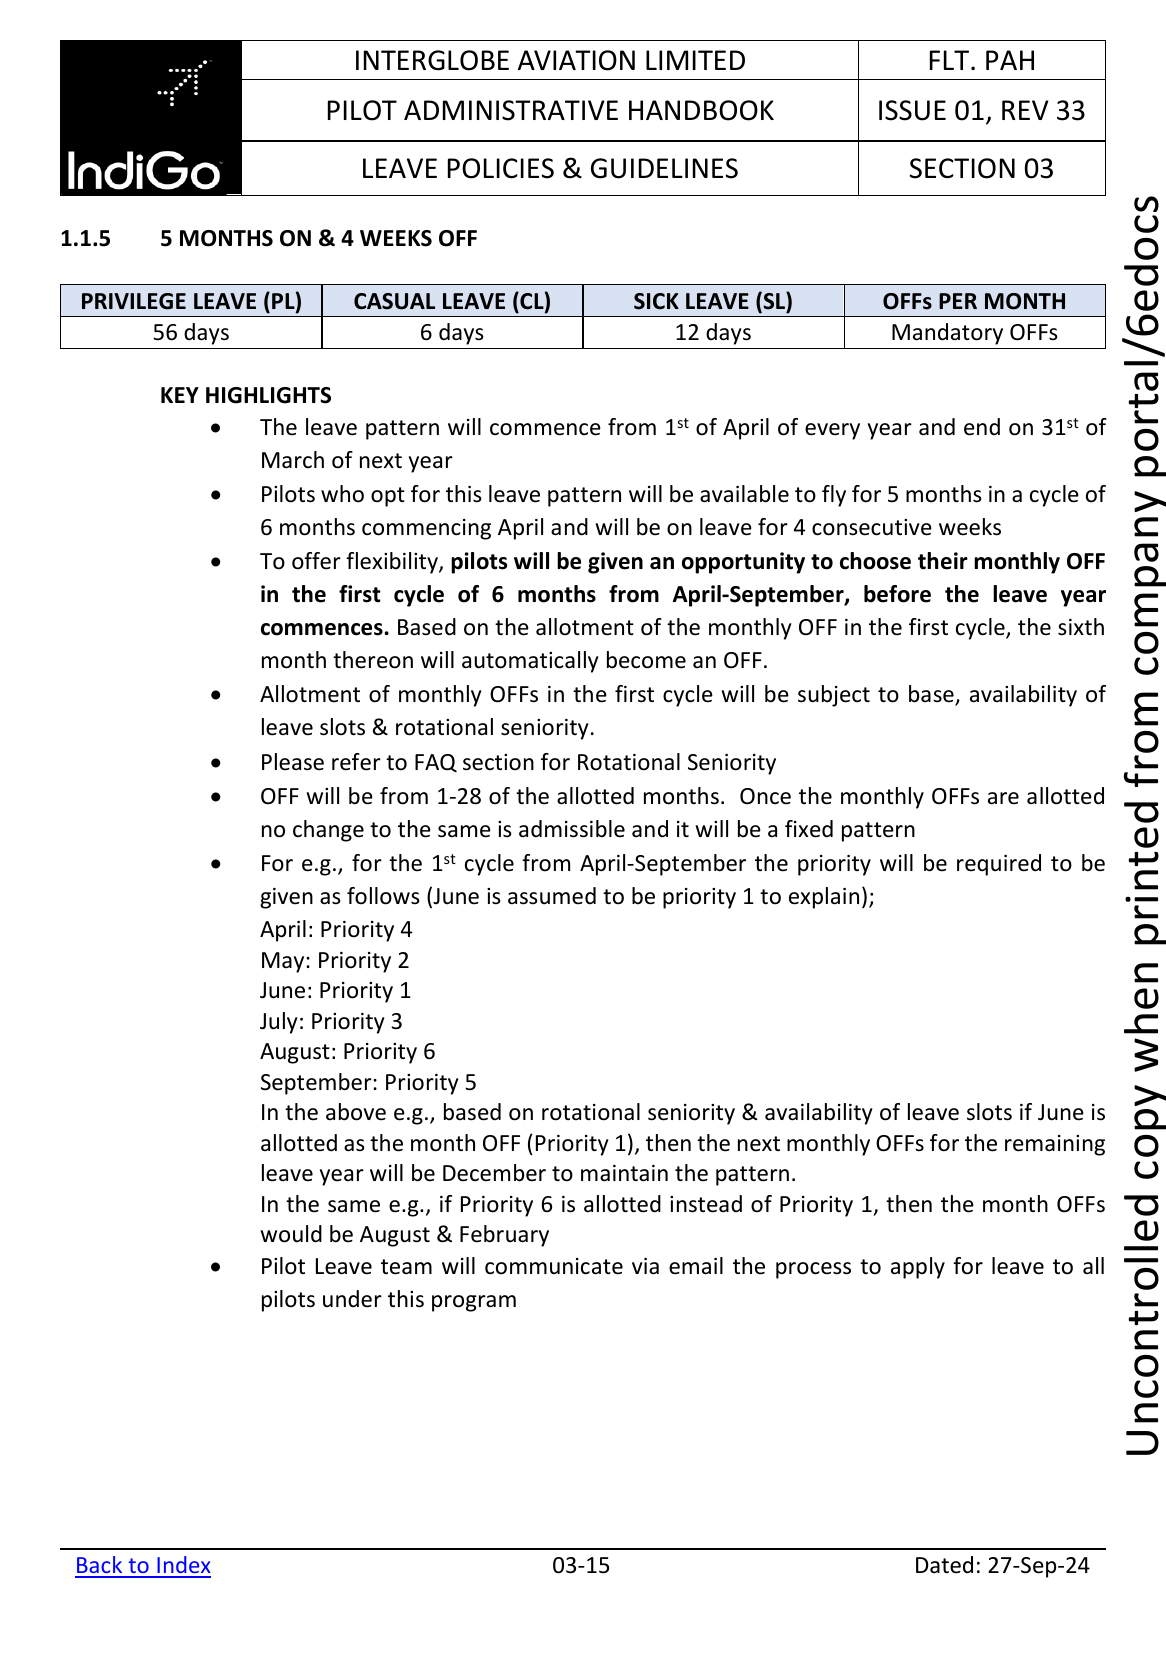 INTERGLOBE AVIATION LIMITED
FLT. PAH
PILOT ADMINISTRATIVE HANDBOOK
ISSUE 01, REV 33
IndiGo
LEAVE POLICIES & GUIDELINES
SECTION 03
1.1.5 5 MONTHS ON & 4 WEEKS OFF
PRIVILEGE LEAVE (PL) CASUAL LEAVE (CL) SICK LEAVE (SL) OFFs PER MONTH
56 days 6 days 12 days Mandatory OFFs
KEY HIGHLIGHTS
• The leave pattern will commence from 1st of April of every year and end on 31st of
March of next year
• Pilots who opt for this leave pattern will be available to fly for 5 months in a cycle of
6 months commencing April and will be on leave for 4 consecutive weeks
• To offer flexibility, pilots will be given an opportunity to choose their monthly OFF
in the first cycle of 6 months from April-September, before the leave year
commences. Based on the allotment of the monthly OFF in the first cycle, the sixth
month thereon will automatically become an OFF.
• Allotment of monthly OFFs in the first cycle will be subject to base, availability of
leave slots & rotational seniority.
• Please refer to FAQ section for Rotational Seniority
• OFF will be from 1-28 of the allotted months. Once the monthly OFFs are allotted
no change to the same is admissible and it will be a fixed pattern
• For e.g., for the 1st cycle from April-September the priority will be required to be
given as follows (June is assumed to be priority 1 to explain);
April: Priority 4
May: Priority 2
June: Priority 1
July: Priority 3
August: Priority 6
September: Priority 5
In the above e.g., based on rotational seniority & availability of leave slots if June is
allotted as the month OFF (Priority 1), then the next monthly OFFs for the remaining
leave year will be December to maintain the pattern.
In the same e.g., if Priority 6 is allotted instead of Priority 1, then the month OFFs
would be August & February
• Pilot Leave team will communicate via email the process to apply for leave to all
pilots under this program
Uncontrolled copy when printed from company portal/6edocs
Back to Index 03-15 Dated: 27-Sep-24